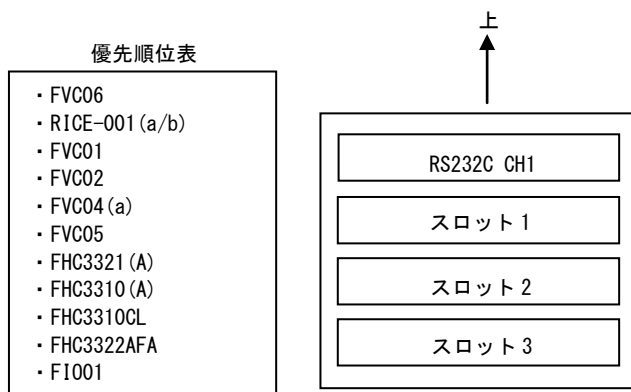 優先順位表
・FVC06
・RICE-001(a/b)
・FVC01
・FVC02
・FVC04(a)
・FVC05
・FHC3321(A)
・FHC3310(A)
・FHC3310CL
・FHC3322AFA
・FI001
上
RS232C CH1
スロット1
スロット2
スロット3